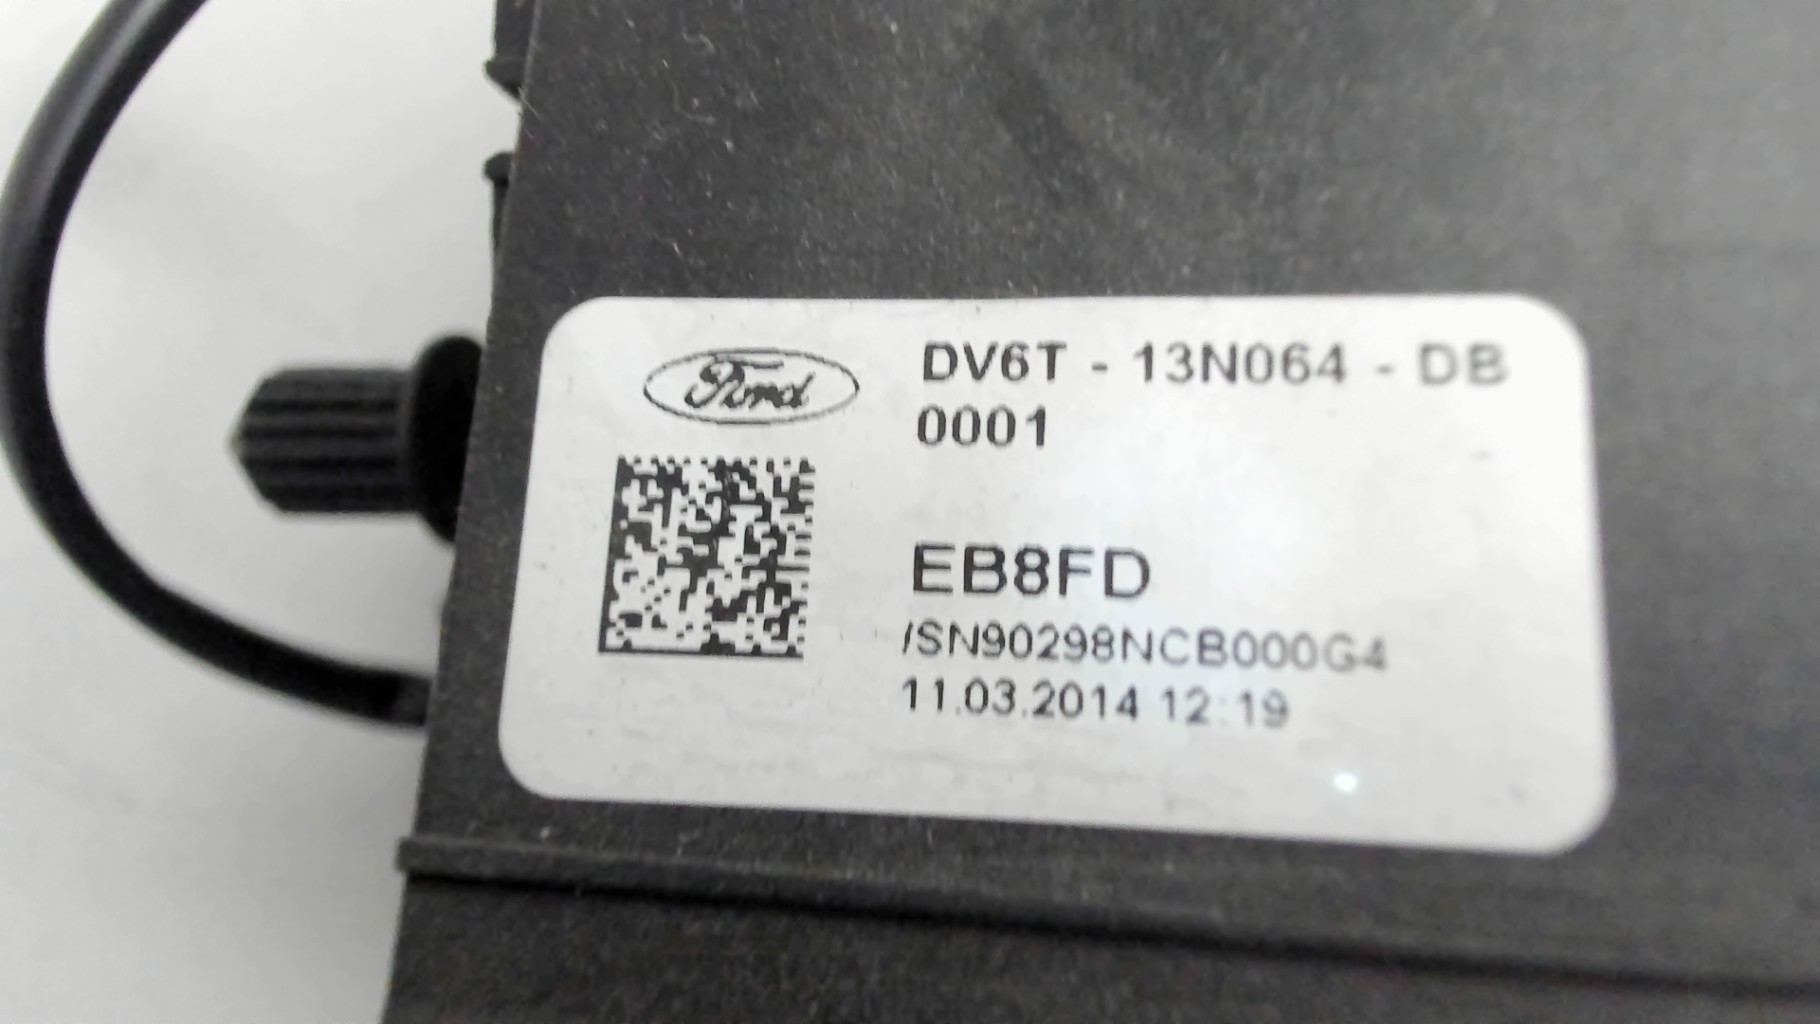 Ford
DV6T - 13N064 - DB
0001
EB8FD
/SN90298NCB000G4
11.03.2014 12:19